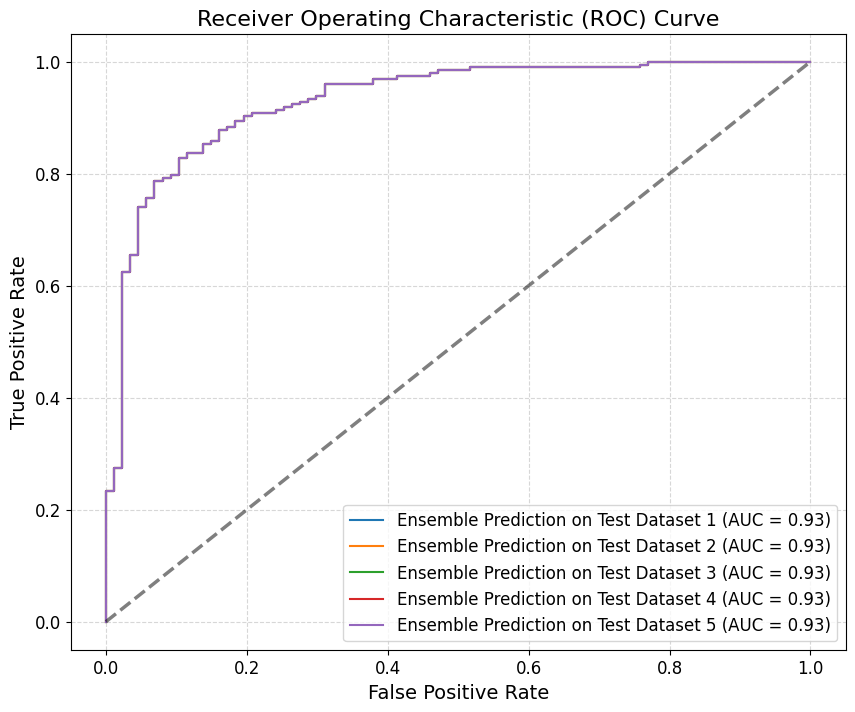 Receiver Operating Characteristic (ROC) Curve
True Positive Rate
1.0
0.8
0.6
0.4
0.2
0.0
Ensemble Prediction on Test Dataset 1 (AUC = 0.93)
Ensemble Prediction on Test Dataset 2 (AUC = 0.93)
Ensemble Prediction on Test Dataset 3 (AUC = 0.93)
Ensemble Prediction on Test Dataset 4 (AUC = 0.93)
Ensemble Prediction on Test Dataset 5 (AUC = 0.93)
0.0 0.2 0.4 0.6 0.8 1.0
False Positive Rate